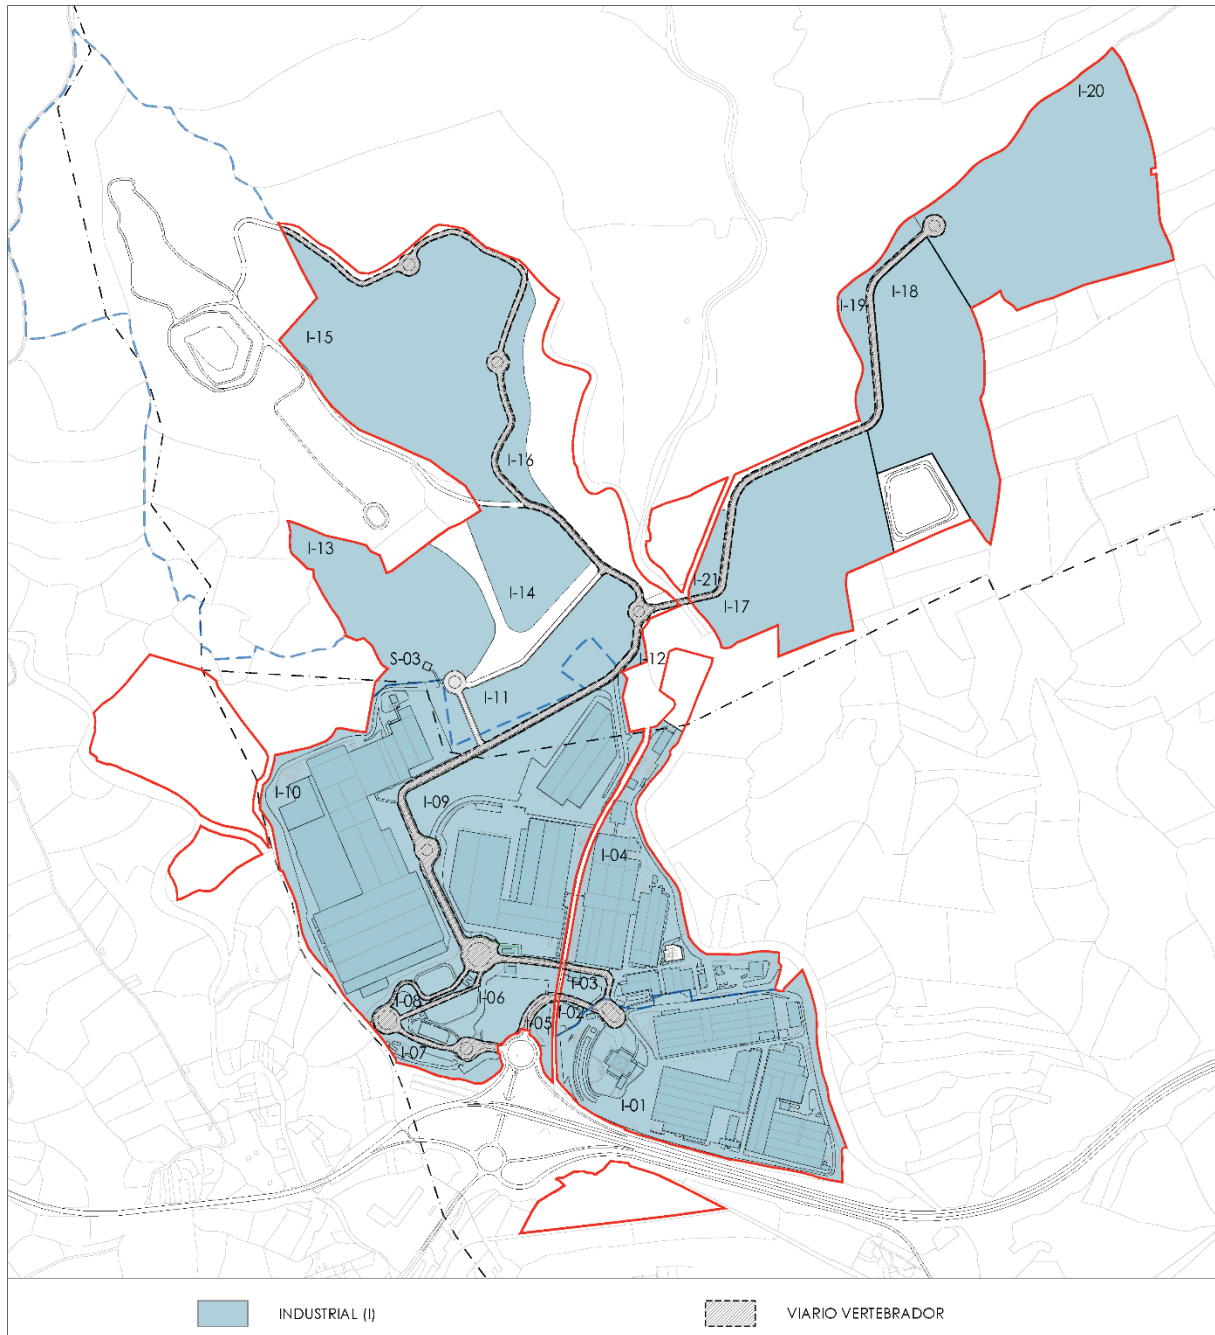 I-20
I-18
I-19
I-15
I-16
I-13
I-14
I-21
I-17
S-03
I-12
I-11
I-10
I-09
I-04
I-03
I-08
I-06
I-02
I-05
I-07
I-01
INDUSTRIAL (I)
VIARIO VERTEBRADOR